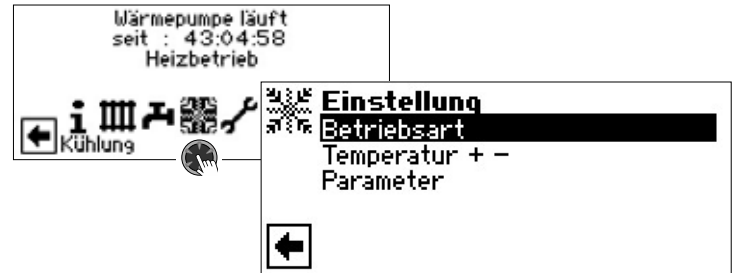 Wärmepumpe läuft
seit : 43:04:58
Heizbetrieb
Kühlung
Einstellung
Betriebsart
Temperatur + −
Parameter